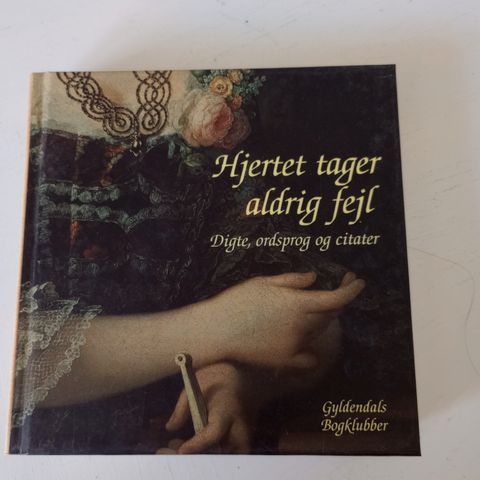 Hjertet tager
aldrig fejl
Digte, ordsprog og citater
Gyldendals
Bogklubber